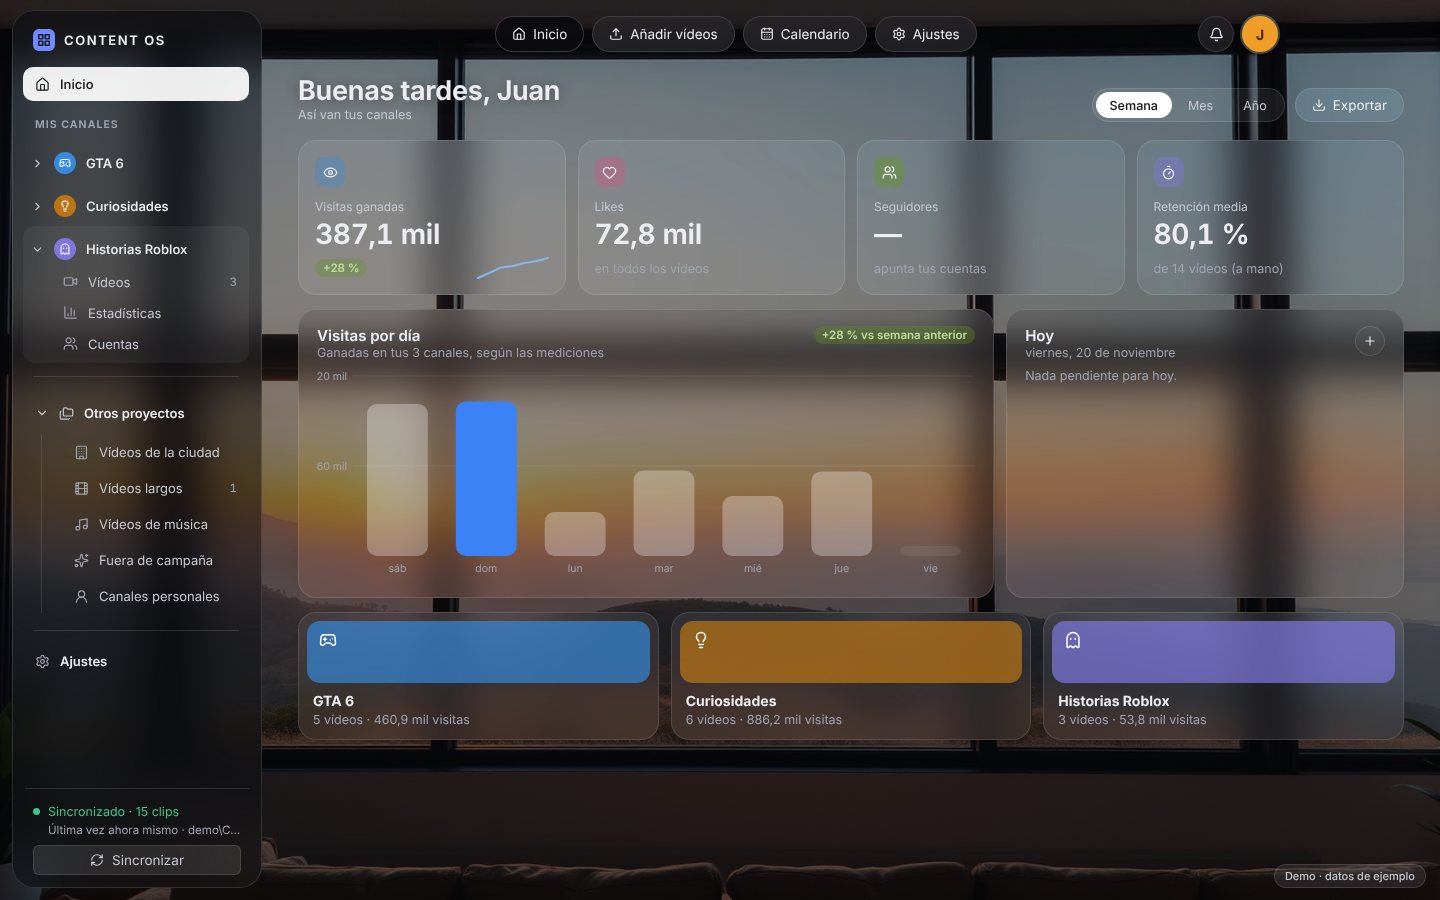 CONTENT OS
Inicio
MIS CANALES
GTA 6
Curiosidades
Historias Roblox
Vídeos 3
Estadísticas
Cuentas
Otros proyectos
Vídeos de la ciudad
Vídeos largos 1
Vídeos de música
Fuera de campaña
Canales personales
Ajustes
Sincronizado · 15 clips
Última vez ahora mismo · demo\C...
Sincronizar
Inicio Añadir vídeos Calendario Ajustes
J
Buenas tardes, Juan
Así van tus canales
Semana Mes Año Exportar
Visitas ganadas
387,1 mil
+28 %
Likes
72,8 mil
en todos los vídeos
Seguidores
—
apunta tus cuentas
Retención media
80,1 %
de 14 vídeos (a mano)
Visitas por día
Ganadas en tus 3 canales, según las mediciones
+28 % vs semana anterior
20 mil
60 mil
sáb dom lun mar mié jue vie
Hoy
viernes, 20 de noviembre
Nada pendiente para hoy.
GTA 6
5 vídeos · 460,9 mil visitas
Curiosidades
6 vídeos · 886,2 mil visitas
Historias Roblox
3 vídeos · 53,8 mil visitas
Demo · datos de ejemplo